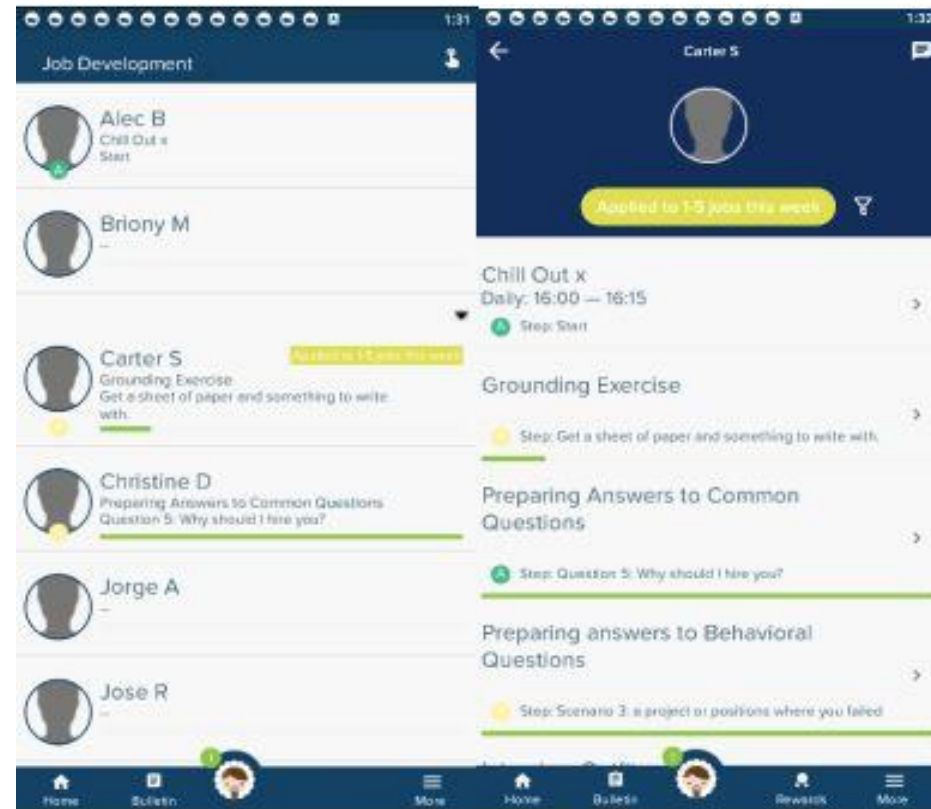 1:31
Job Development
Alec B
Chill Out x
Start
A
Briony M
--
Carter S
Applied to 1-5 jobs this week
Grounding Exercise
Get a sheet of paper and something to write
with.
Christine D
Preparing Answers to Common Questions
Question 5: Why should I hire you?
Jorge A
--
Jose R
--
1
Home
Bulletin
More
1:32
Carter S
Applied to 1-5 jobs this week
Chill Out x
Daily: 16:00 — 16:15
A Step: Start
Grounding Exercise
Step: Get a sheet of paper and something to write with.
Preparing Answers to Common
Questions
A Step: Question 5: Why should I hire you?
Preparing answers to Behavioral
Questions
Step: Scenario 3: a project or positions where you failed
Home
Bulletin
Rewards
More